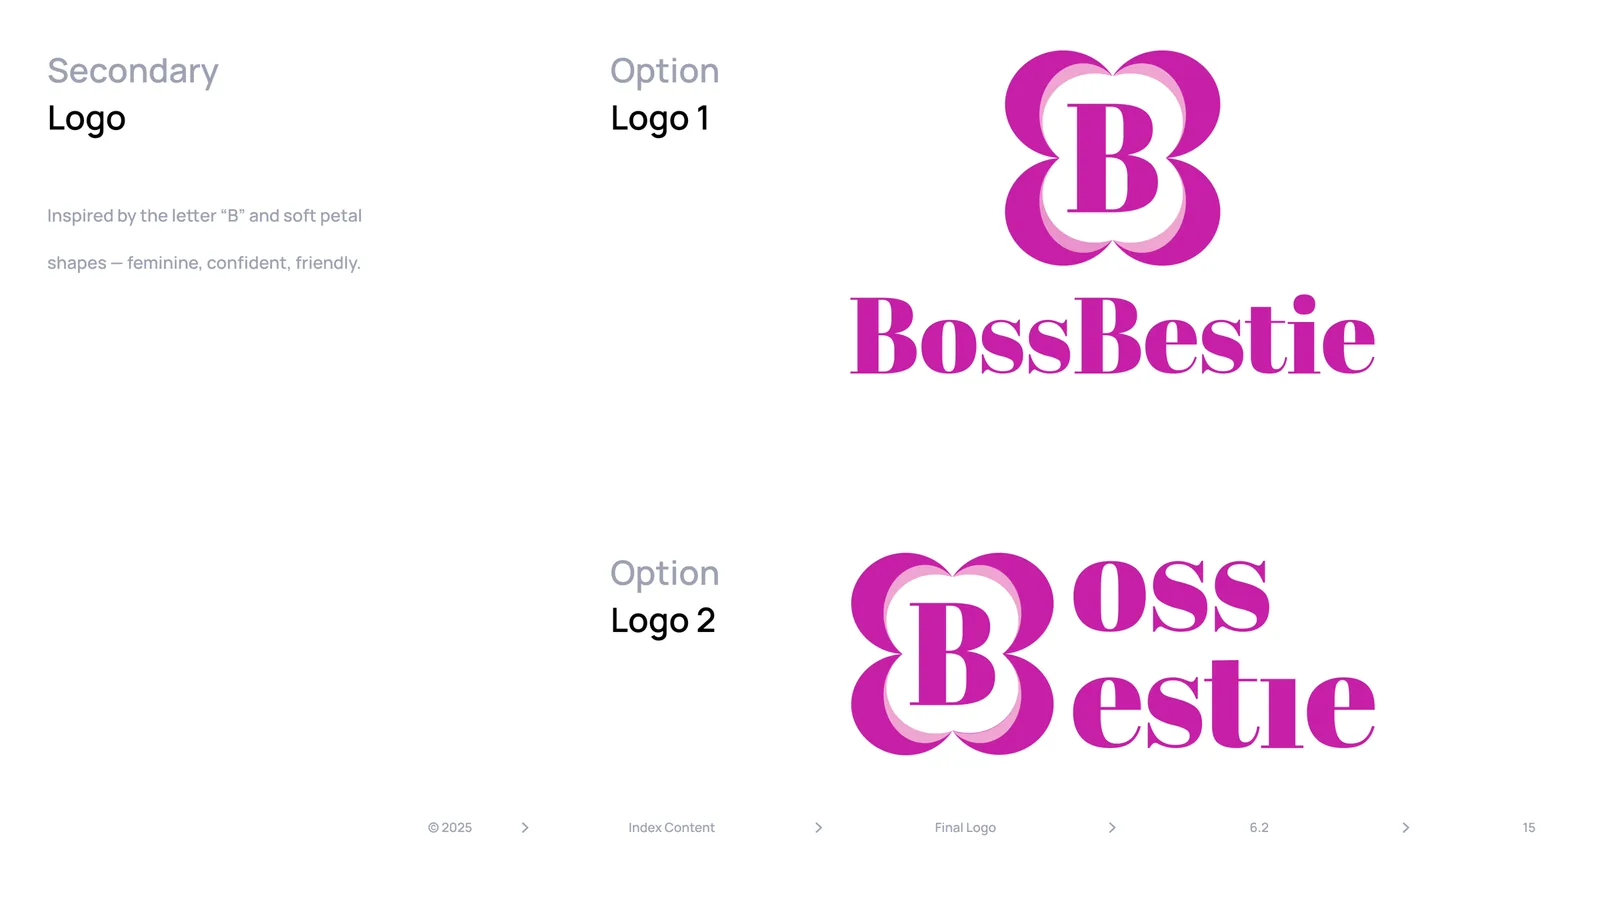 Secondary
Logo
Inspired by the letter “B” and soft petal
shapes — feminine, confident, friendly.
Option
Logo 1
B
BossBestie
Option
Logo 2
B
oss
estıe
© 2025
Index Content
Final Logo
6.2
15